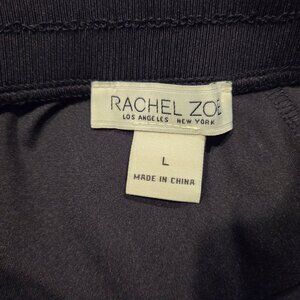 RACHEL ZOE
LOS ANGELES NEW YORK
L
MADE IN CHINA